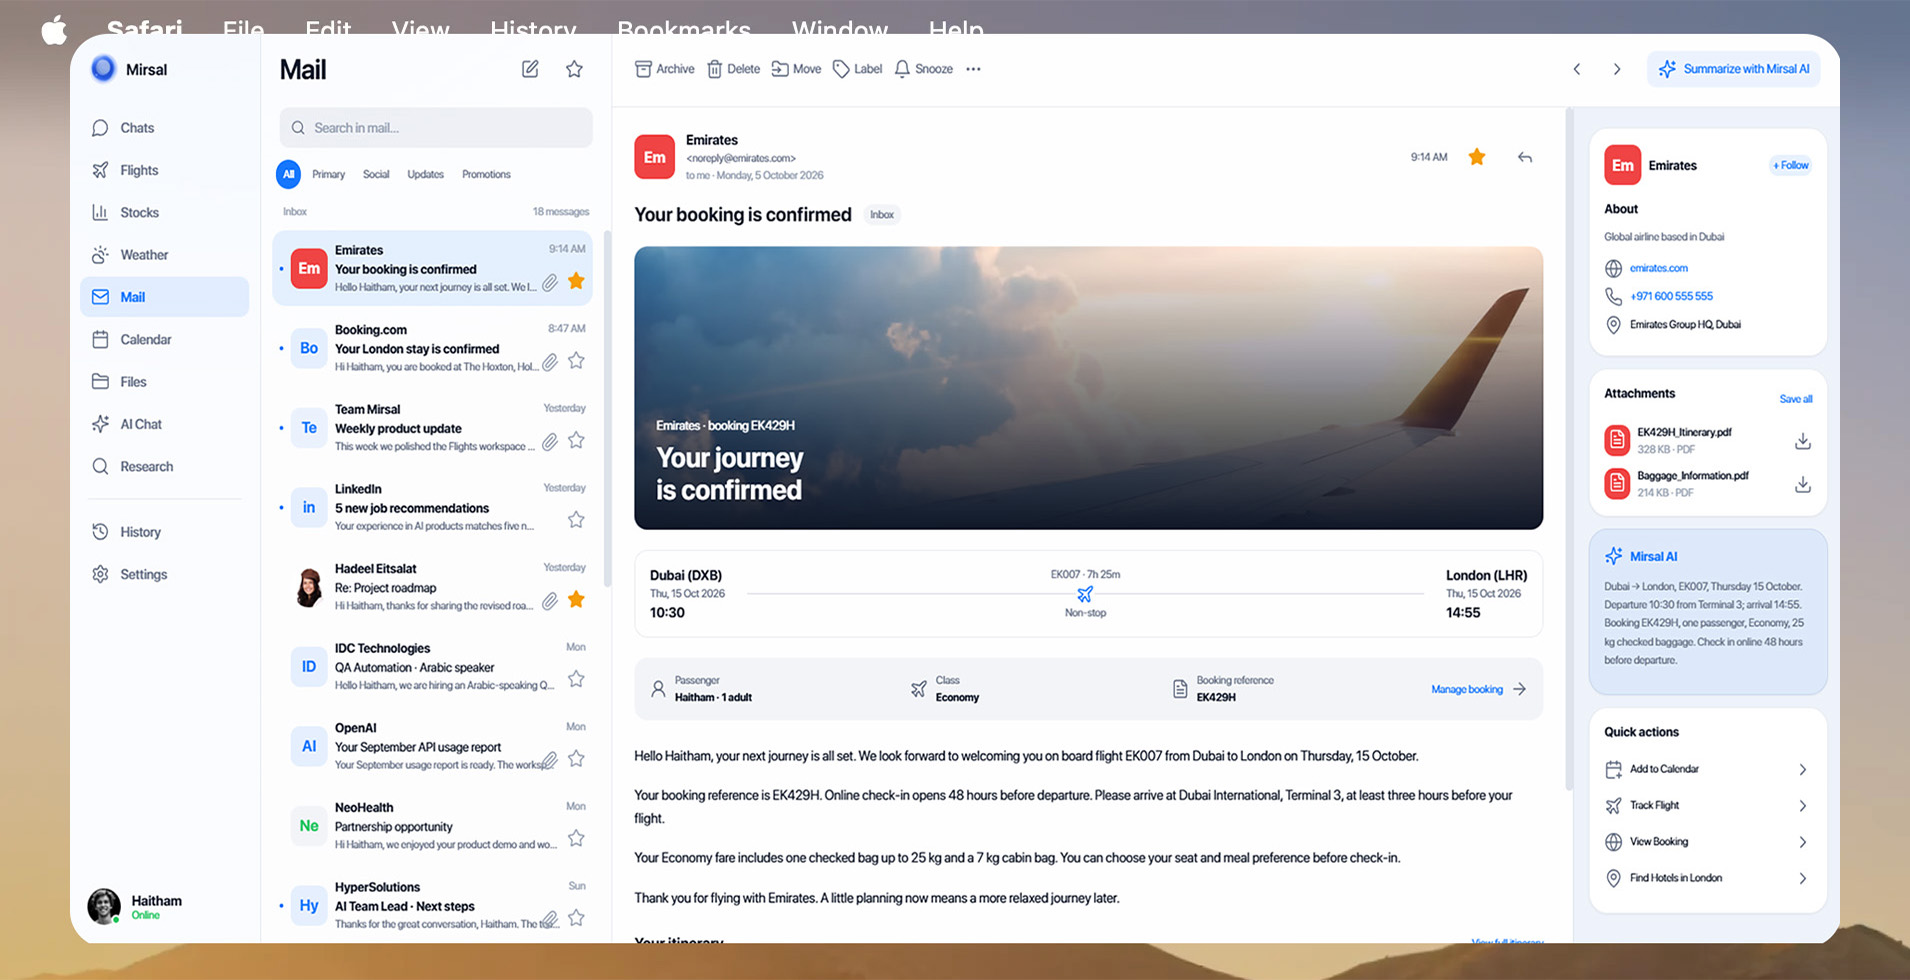 Safari File Edit View History Bookmarks Window Help
Mirsal
Chats
Flights
Stocks
Weather
Mail
Calendar
Files
AI Chat
Research
History
Settings
Haitham
Online
Mail
Search in mail...
All Primary Social Updates Promotions
Inbox 18 messages
Em
Emirates 9:14 AM
Your booking is confirmed
Hello Haitham, your next journey is all set. We l...
Bo
Booking.com 8:47 AM
Your London stay is confirmed
Hi Haitham, you are booked at The Hoxton, Hol...
Te
Team Mirsal Yesterday
Weekly product update
This week we polished the Flights workspace ...
in
LinkedIn Yesterday
5 new job recommendations
Your experience in AI products matches five n...
Hadeel Eitsalat Yesterday
Re: Project roadmap
Hi Haitham, thanks for sharing the revised roa...
ID
IDC Technologies Mon
QA Automation · Arabic speaker
Hello Haitham, we are hiring an Arabic-speaking Q...
AI
OpenAI Mon
Your September API usage report
Your September usage report is ready. The worksp...
Ne
NeoHealth Mon
Partnership opportunity
Hi Haitham, we enjoyed your product demo and wo...
Hy
HyperSolutions Sun
AI Team Lead · Next steps
Thanks for the great conversation, Haitham. The
Archive Delete Move Label Snooze
Summarize with Mirsal AI
Em
Emirates
<noreply@emirates.com>
to me · Monday, 5 October 2026
9:14 AM
Your booking is confirmed Inbox
Emirates · booking EK429H
Your journey
is confirmed
Dubai (DXB)
Thu, 15 Oct 2026
10:30
EK007 · 7h 25m
Non-stop
London (LHR)
Thu, 15 Oct 2026
14:55
Passenger
Haitham · 1 adult
Class
Economy
Booking reference
EK429H
Manage booking
Hello Haitham, your next journey is all set. We look forward to welcoming you on board flight EK007 from Dubai to London on Thursday, 15 October.
Your booking reference is EK429H. Online check-in opens 48 hours before departure. Please arrive at Dubai International, Terminal 3, at least three hours before your
flight.
Your Economy fare includes one checked bag up to 25 kg and a 7 kg cabin bag. You can choose your seat and meal preference before check-in.
Thank you for flying with Emirates. A little planning now means a more relaxed journey later.
Your itinerary View full itinerary
Em
Emirates
+ Follow
About
Global airline based in Dubai
emirates.com
+971 600 555 555
Emirates Group HQ, Dubai
Attachments Save all
EK429H_Itinerary.pdf
328 KB · PDF
Baggage_Information.pdf
214 KB · PDF
Mirsal AI
Dubai → London, EK007, Thursday 15 October.
Departure 10:30 from Terminal 3; arrival 14:55.
Booking EK429H, one passenger, Economy, 25
kg checked baggage. Check in online 48 hours
before departure.
Quick actions
Add to Calendar
Track Flight
View Booking
Find Hotels in London